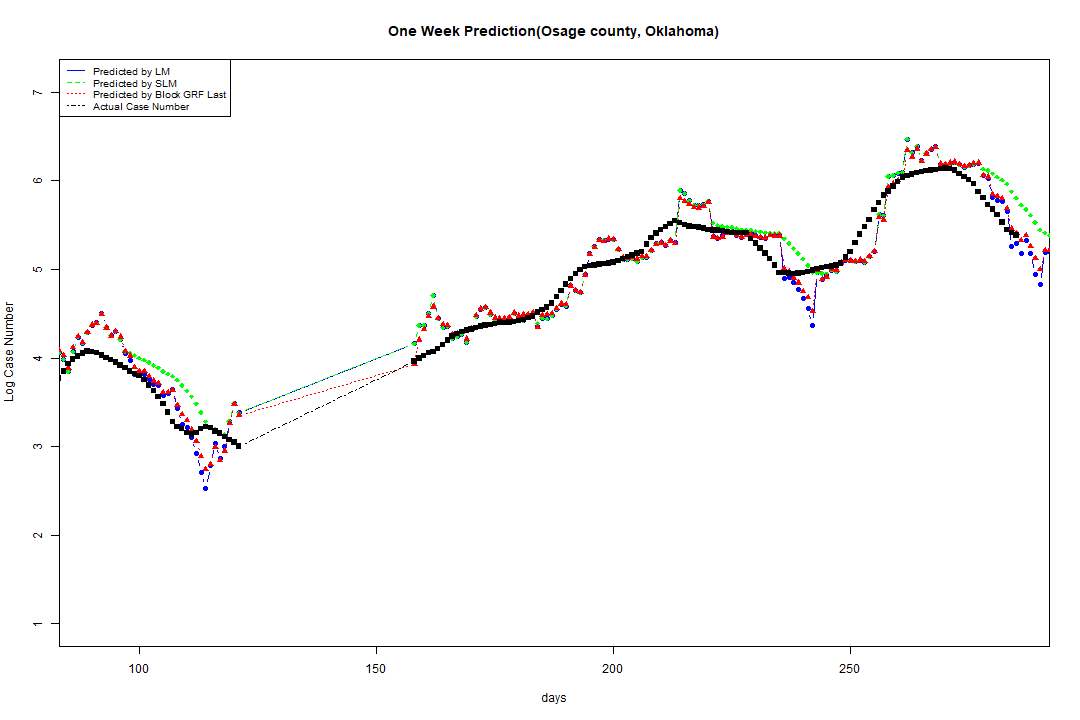 One Week Prediction(Osage county, Oklahoma)
Predicted by LM
Predicted by SLM
Predicted by Block GRF Last
Actual Case Number
7
6
5
4
3
2
1
Log Case Number
100 150 200 250
days